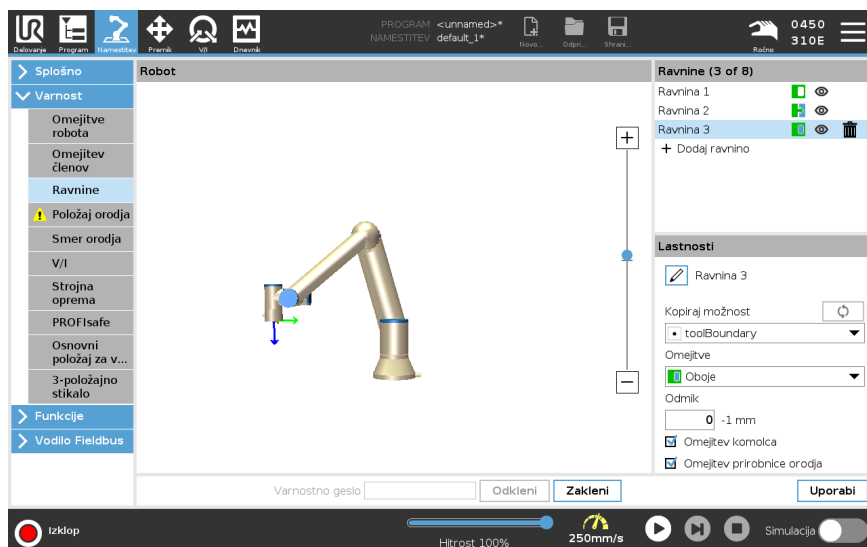 PROGRAM <unnamed>*
NAMESTITEV default_1*
Delovanje Program Namestitev Premik V/I Dnevnik
Novo... Odpri... Shrani...
Ročno
0450
310E
Splošno
Varnost
Omejitve
robota
Omejitev
členov
Ravnine
Položaj orodja
Smer orodja
V/I
Strojna
oprema
PROFIsafe
Osnovni
položaj za v...
3-položajno
stikalo
Funkcije
Vodilo Fieldbus
Robot
Ravnine (3 of 8)
Ravnina 1
Ravnina 2
Ravnina 3
+ Dodaj ravnino
Lastnosti
Ravnina 3
Kopiraj možnost
toolBoundary
Omejitve
Oboje
Odmik
0 -1 mm
Omejitev komolca
Omejitev prirobnice orodja
Varnostno geslo Odkleni Zakleni Uporabi
Izklop
Hitrost 100%
250mm/s
Simulacija